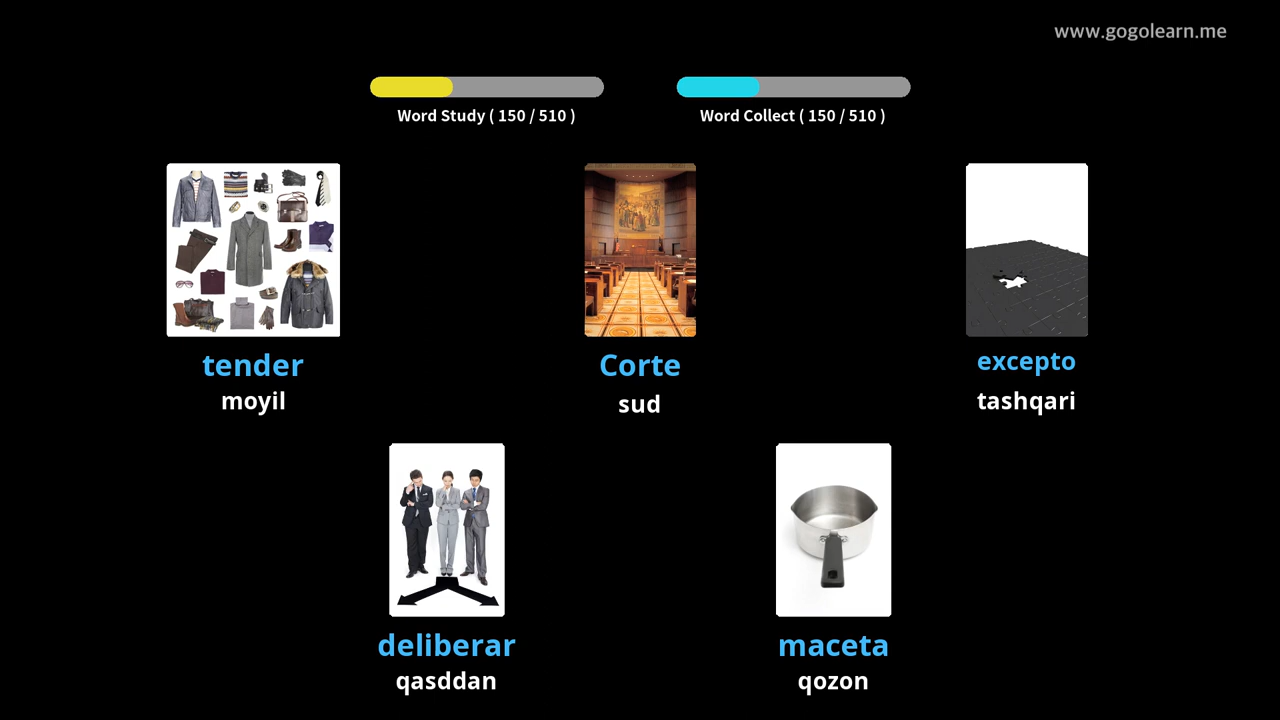 www.gogolearn.me
Word Study ( 150 / 510 )
Word Collect ( 150 / 510 )
tender
moyil
Corte
sud
excepto
tashqari
deliberar
qasddan
maceta
qozon